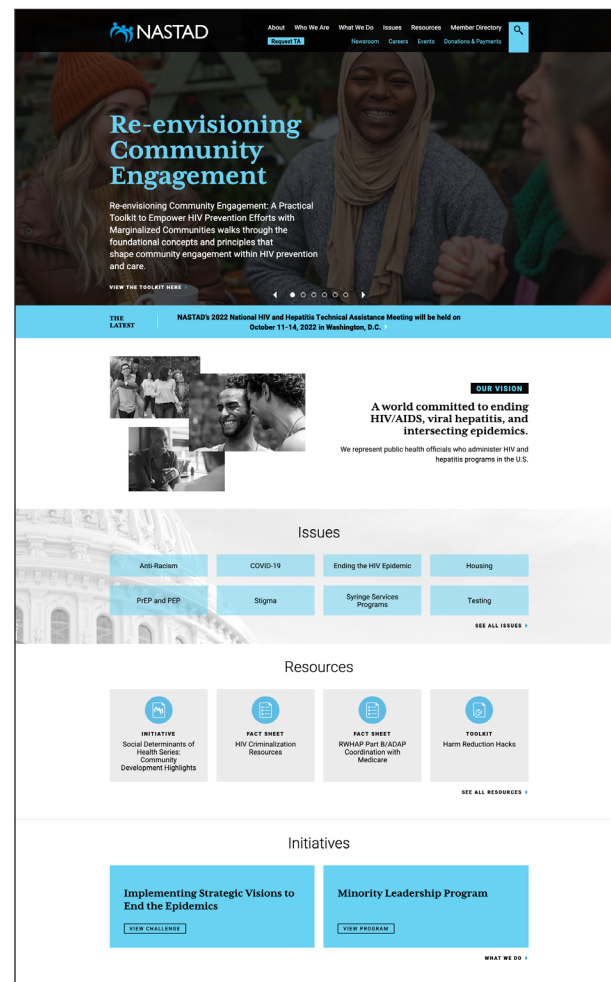 NASTAD
About Who We Are What We Do Issues Resources Member Directory
Request TA Newsroom Careers Events Donations & Payments
Re-envisioning
Community
Engagement
Re-envisioning Community Engagement: A Practical
Toolkit to Empower HIV Prevention Efforts with
Marginalized Communities walks through the
foundational concepts and principles that
shape community engagement within HIV prevention
and care.
VIEW THE TOOLKIT HERE
THE
LATEST
NASTAD's 2022 National HIV and Hepatitis Technical Assistance Meeting will be held on
October 11-14, 2022 in Washington, D.C.
OUR VISION
A world committed to ending
HIV/AIDS, viral hepatitis, and
intersecting epidemics.
We represent public health officials who administer HIV and
hepatitis programs in the U.S.
Issues
Anti-Racism
COVID-19
Ending the HIV Epidemic
Housing
PrEP and PEP
Stigma
Syringe Services
Programs
Testing
SEE ALL ISSUES
Resources
INITIATIVE
Social Determinants of
Health Series:
Community
Development Highlights
FACT SHEET
HIV Criminalization
Resources
FACT SHEET
RWHAP Part B/ADAP
Coordination with
Medicare
TOOLKIT
Harm Reduction Hacks
SEE ALL RESOURCES
Initiatives
Implementing Strategic Visions to
End the Epidemics
VIEW CHALLENGE
Minority Leadership Program
VIEW PROGRAM
WHAT WE DO